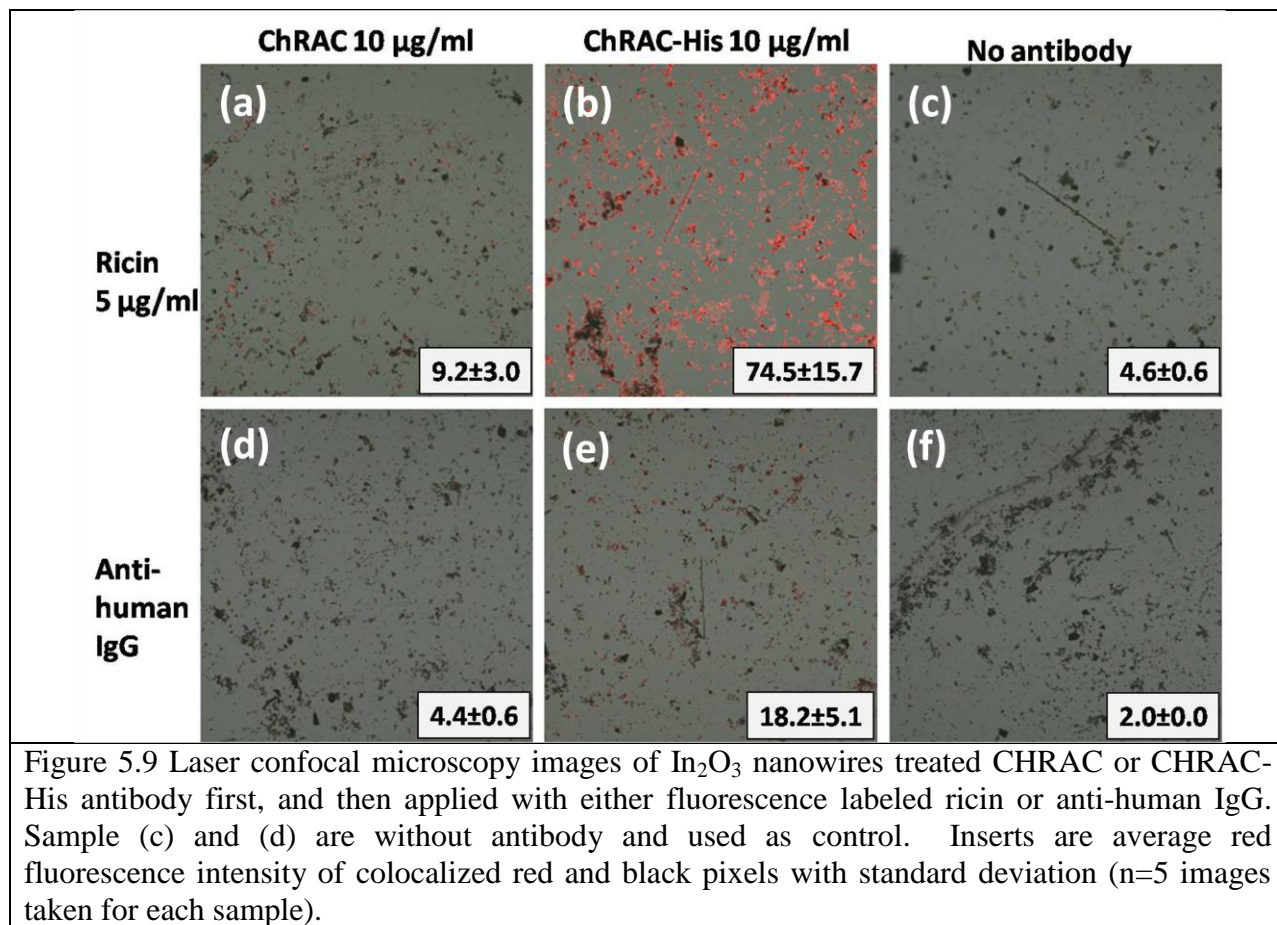 ChRAC 10 µg/ml
ChRAC-His 10 µg/ml
No antibody
Ricin
5 µg/ml
(a)
(b)
(c)
9.2±3.0
74.5±15.7
4.6±0.6
Anti-
human
IgG
(d)
(e)
(f)
4.4±0.6
18.2±5.1
2.0±0.0
Figure 5.9 Laser confocal microscopy images of In₂O₃ nanowires treated CHRAC or CHRAC-
His antibody first, and then applied with either fluorescence labeled ricin or anti-human IgG.
Sample (c) and (d) are without antibody and used as control. Inserts are average red
fluorescence intensity of colocalized red and black pixels with standard deviation (n=5 images
taken for each sample).